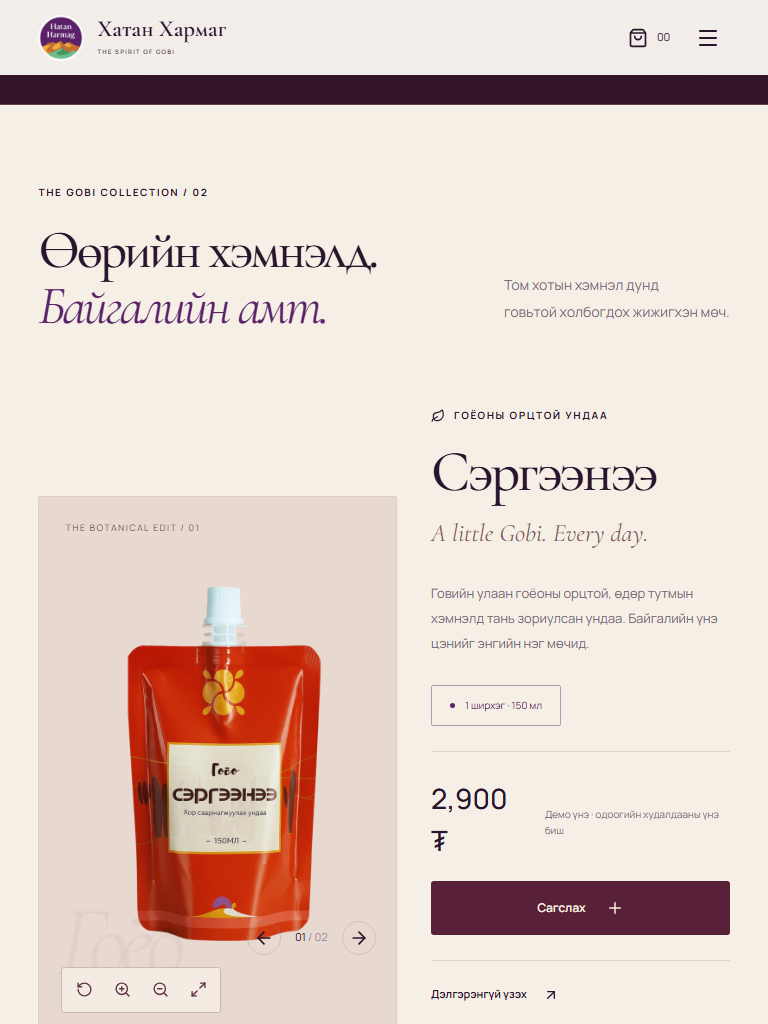 Hatan
Harmag
Хатан Хармаг
THE SPIRIT OF GOBI
00
THE GOBI COLLECTION / 02
Өөрийн хэмнэлд.
Байгалийн амт.
Том хотын хэмнэл дунд
говьтой холбогдох жижигхэн мөч.
ГОЁОНЫ ОРЦТОЙ УНДАА
Сэргээнээ
A little Gobi. Every day.
Говийн улаан гоёоны орцтой, өдөр тутмын
хэмнэлд тань зориулсан ундаа. Байгалийн үнэ
цэнийг энгийн нэг мөчид.
1 ширхэг · 150 мл
2,900
₮
Демо үнэ · одоогийн худалдааны үнэ
биш
Сагслах
Дэлгэрэнгүй үзэх
THE BOTANICAL EDIT / 01
Гоёо
сэргээнээ
Хор саармагжуулах ундаа
– 150МЛ –
Гоёо
01 / 02